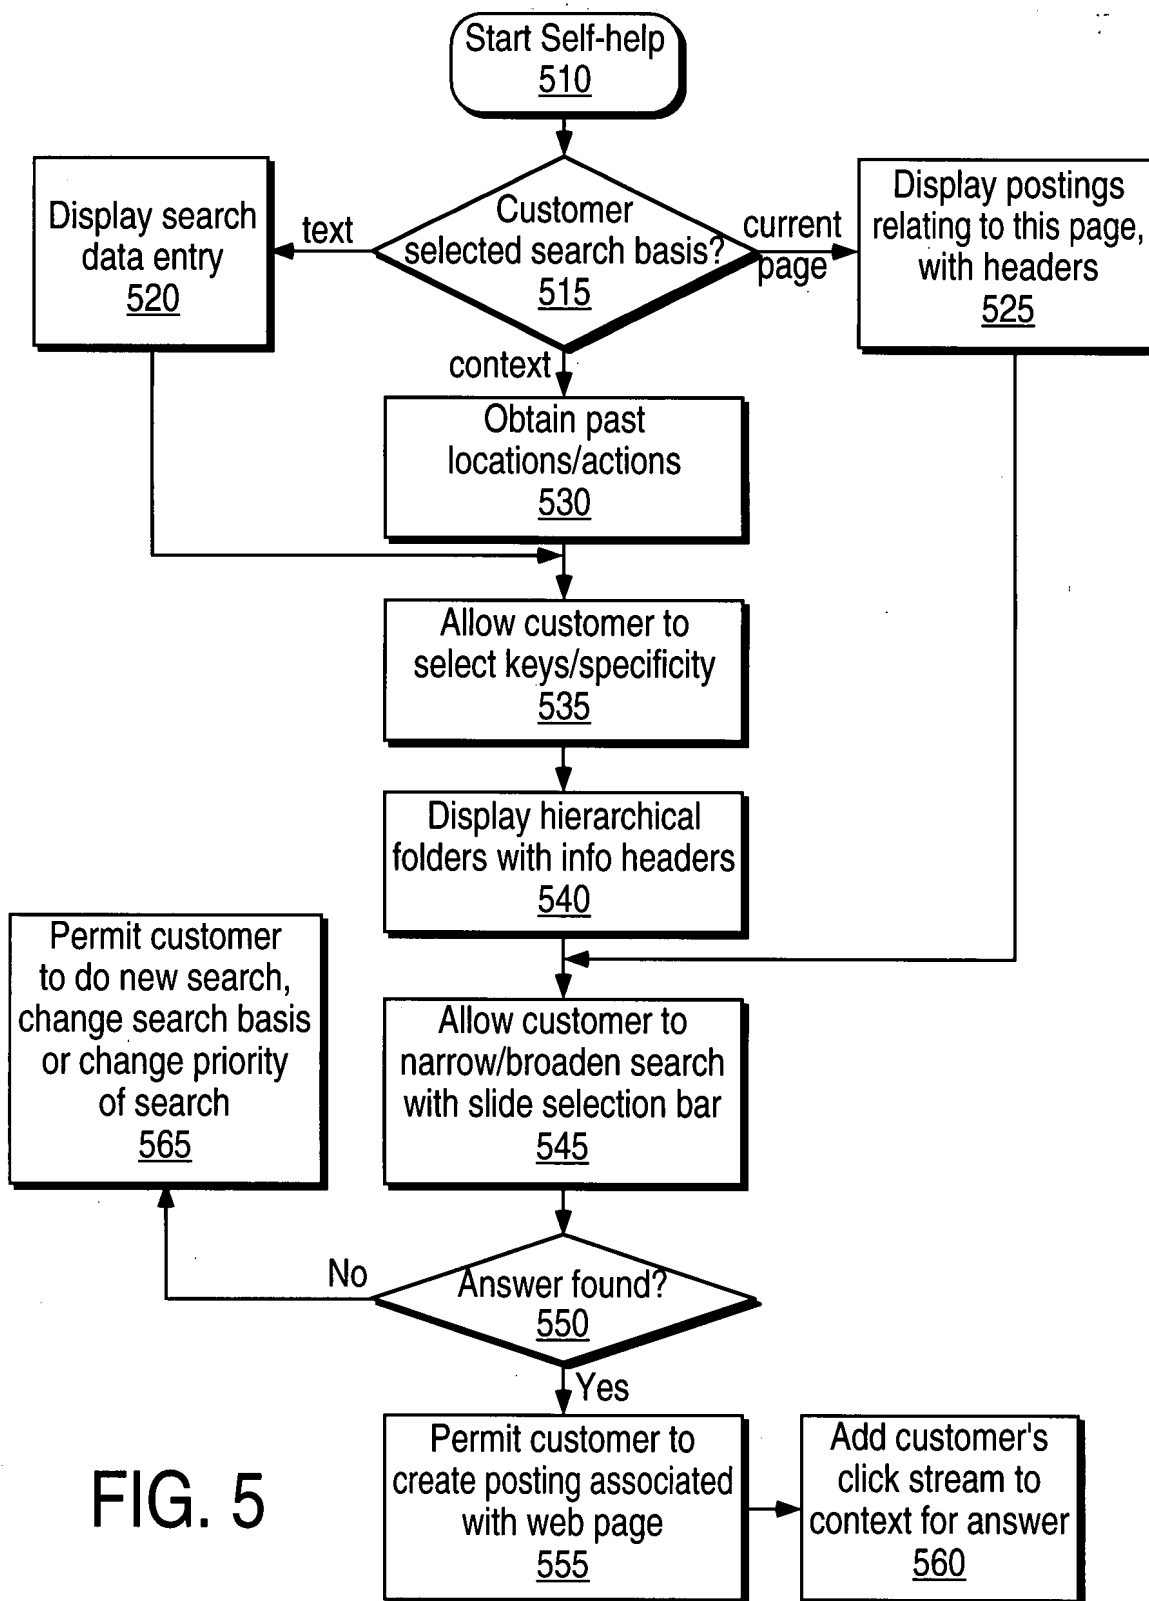 Start Self-help
510
Customer
selected search basis?
515
text
current
page
context
Display search
data entry
520
Display postings
relating to this page,
with headers
525
Obtain past
locations/actions
530
Allow customer to
select keys/specificity
535
Display hierarchical
folders with info headers
540
Permit customer
to do new search,
change search basis
or change priority
of search
565
Allow customer to
narrow/broaden search
with slide selection bar
545
No
Answer found?
550
Yes
Permit customer to
create posting associated
with web page
555
Add customer's
click stream to
context for answer
560
FIG. 5